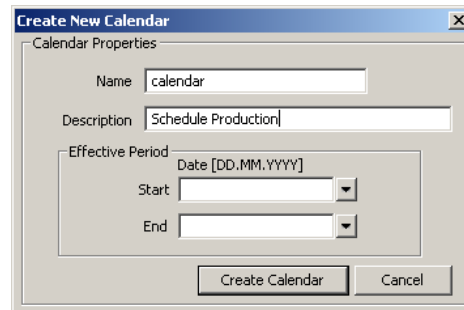 Create New Calendar
Calendar Properties
Name calendar
Description Schedule Production
Effective Period
Date [DD.MM.YYYY]
Start
End
Create Calendar Cancel